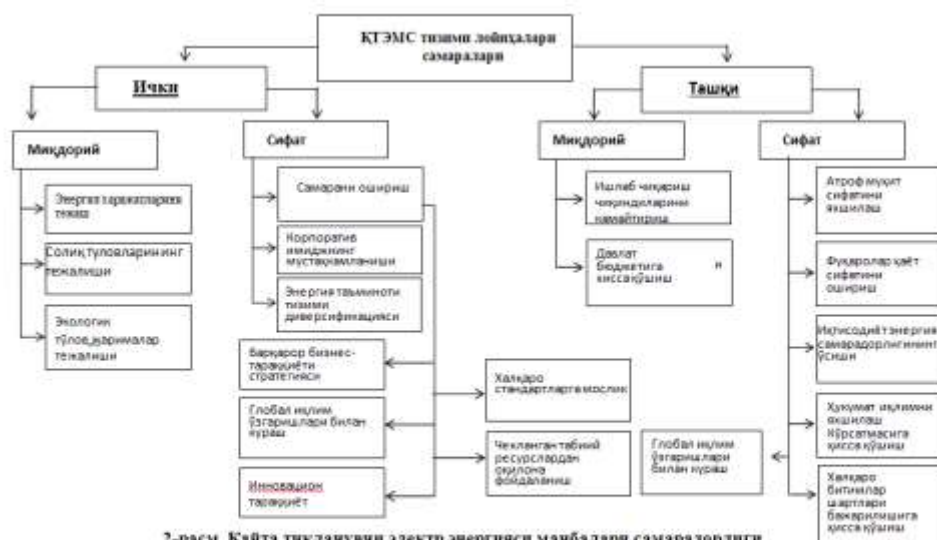 ҚТЭМС тизими лойиҳалари
самаралари
Ички
Ташқи
Миқдорий
Сифат
Миқдорий
Сифат
Энергия харажатларини
тежаш
Солиқ тўловларининг
тежалиши
Экологик
тўлов,жарималар
тежалиши
Самарани ошириш
Корпоратив
имиджнинг
мустаҳкамланиши
Энергия таъминоти
тизими
диверсификацияси
Барқарор бизнес-
тараққиёти
стратегияси
Глобал иқлим
ўзгаришлари билан
кураш
Инновацион
тараққиёт
Халқаро
стандартларга мослик
Чекланган табиий
ресурслардан
оқилона
фойдаланиш
Ишлаб чиқариш
чиқиндиларини
камайтириш
Давлат
бюджетига и
ҳисса қўшиш
Глобал иқлим
ўзгаришлари
билан кураш
Атроф муҳит
сифатини
яхшилаш
Фуқаролар ҳаёт
сифатини
ошириш
Иқтисодиёт энергия
самарадорлигининг
ўсиши
Ҳукумат иқлимни
яхшилаш
Кўрсатмасига
ҳисса қўшиш
Халқаро
битимлар
шартлари
бажарилишига
ҳисса қўшиш
2-расм. Қайта тикланувчи электр энергияси манбалари самарадорлиги